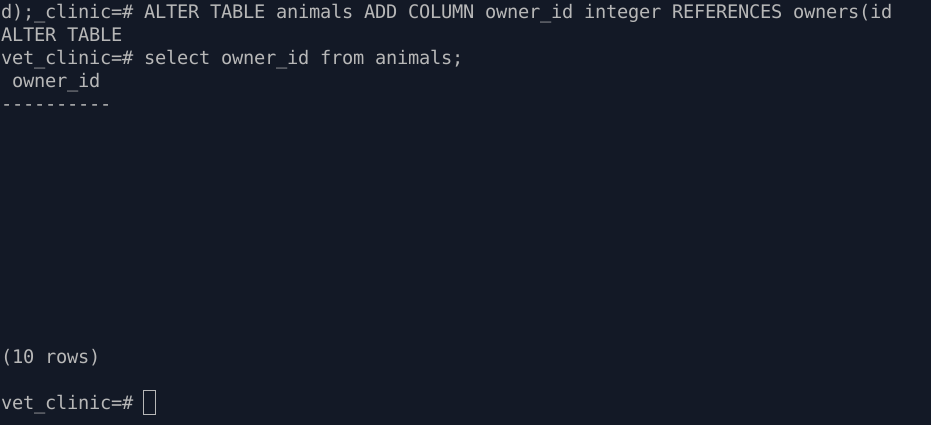 d);_clinic=# ALTER TABLE animals ADD COLUMN owner_id integer REFERENCES owners(id
ALTER TABLE
vet_clinic=# select owner_id from animals;
 owner_id
----------
(10 rows)
vet_clinic=#